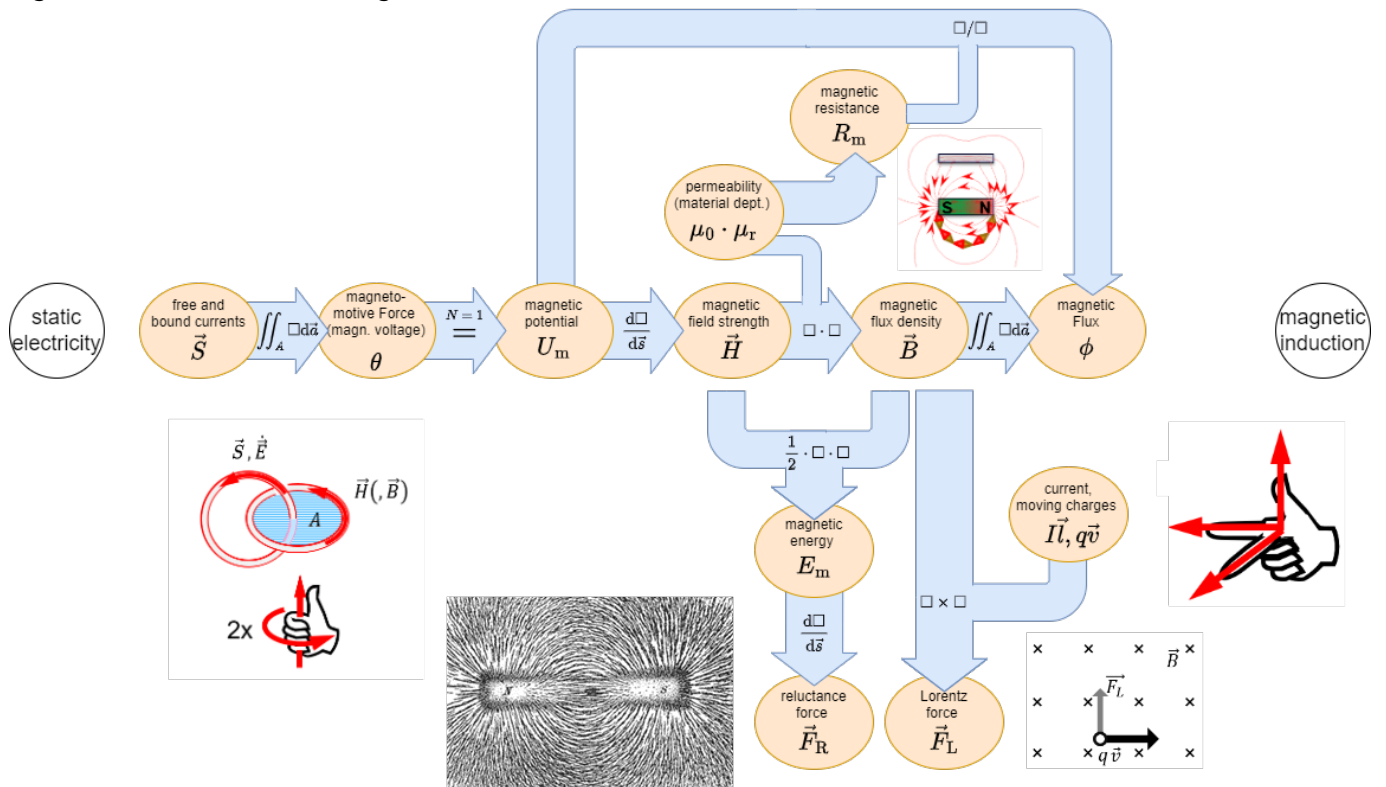 □/□
magnetic
resistance
R_m
permeability
(material dept.)
μ₀ · μ_r
S N
static
electricity
free and
bound currents
S⃗
∬_A □da⃗
magneto-
motive Force
(magn. voltage)
θ
N = 1
=
magnetic
potential
U_m
d□/ds⃗
magnetic
field strength
H⃗
□ · □
magnetic
flux density
B⃗
∬_A □da⃗
magnetic
Flux
ϕ
magnetic
induction
S⃗, E⃗̇
H⃗(, B⃗)
A
2x
1/2 · □ · □
magnetic
energy
E_m
d□/ds⃗
reluctance
force
F⃗_R
current,
moving charges
Il⃗, qv⃗
□ × □
Lorentz
force
F⃗_L
N S
B⃗
F_L⃗
q v⃗